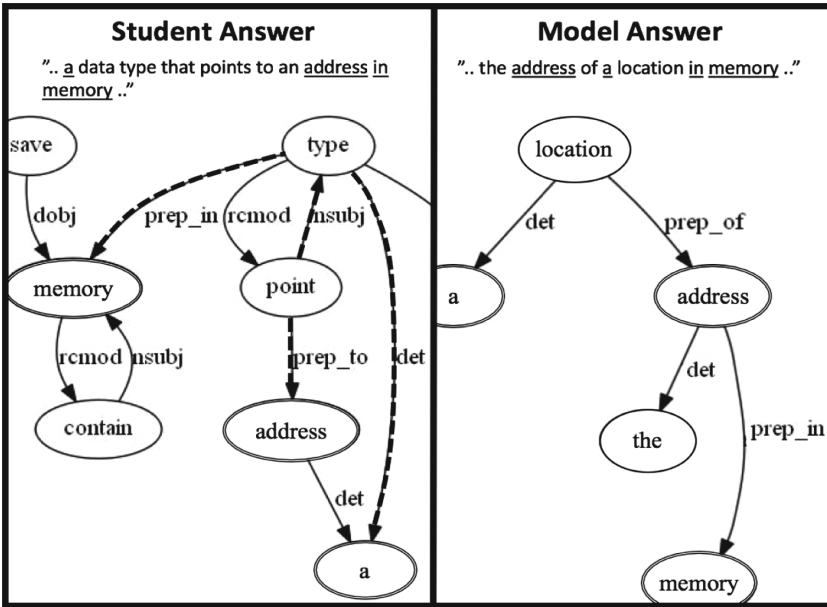 Student Answer
".. a data type that points to an address in
memory .."
save
type
dobj
prep_in
rcmod
nsubj
memory
point
rcmod
nsubj
prep_to
det
contain
address
det
a
Model Answer
".. the address of a location in memory .."
location
det
prep_of
a
address
det
the
prep_in
memory